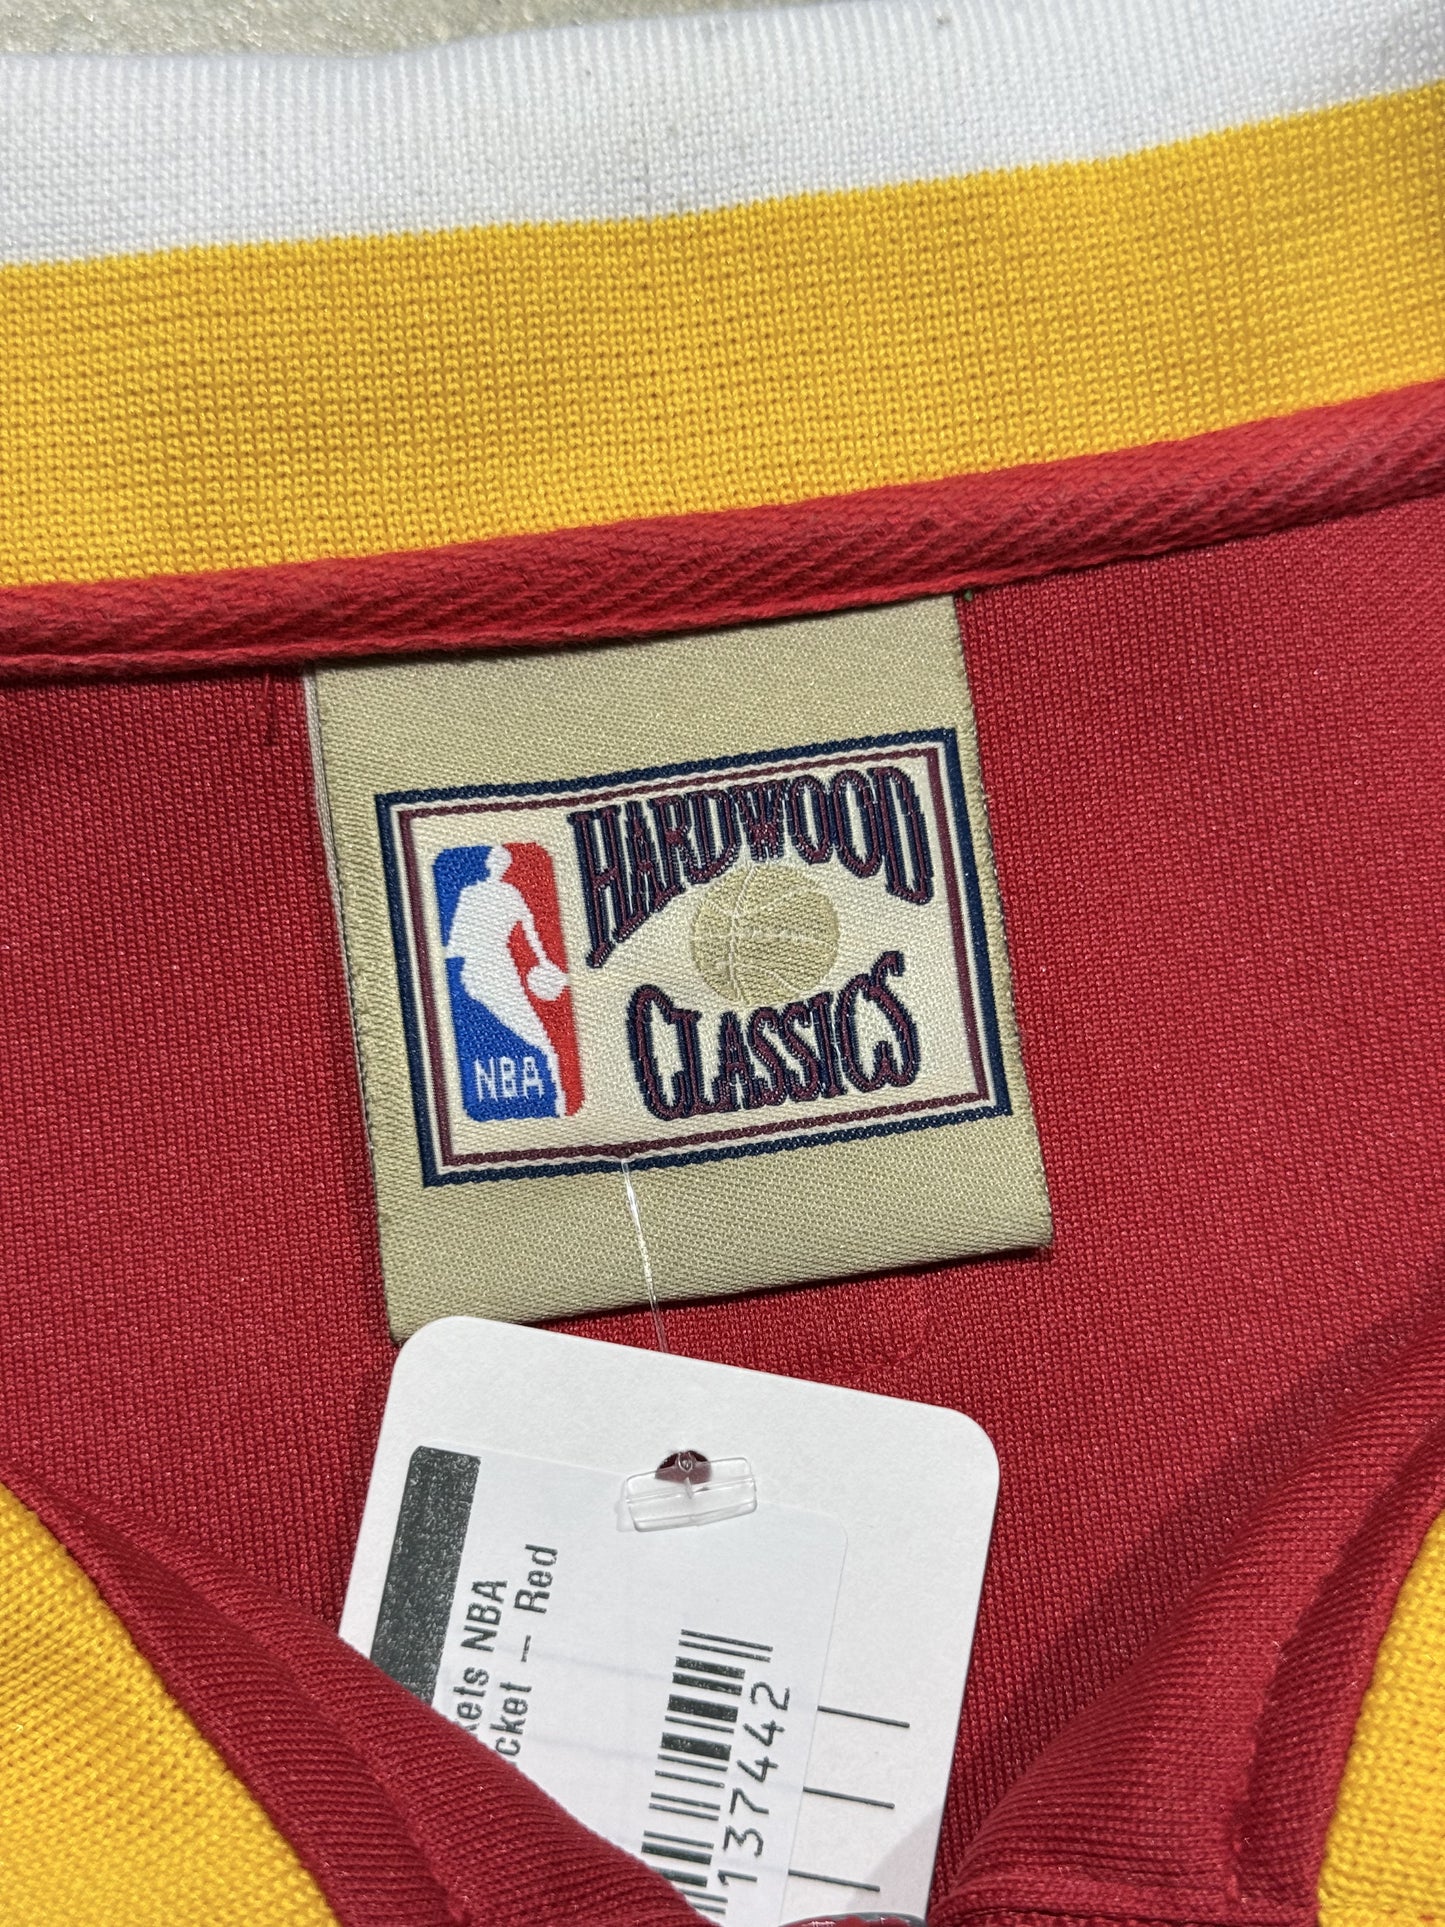 HARDWOOD
CLASSICS
NBA
kets NBA
cket – Red
137442